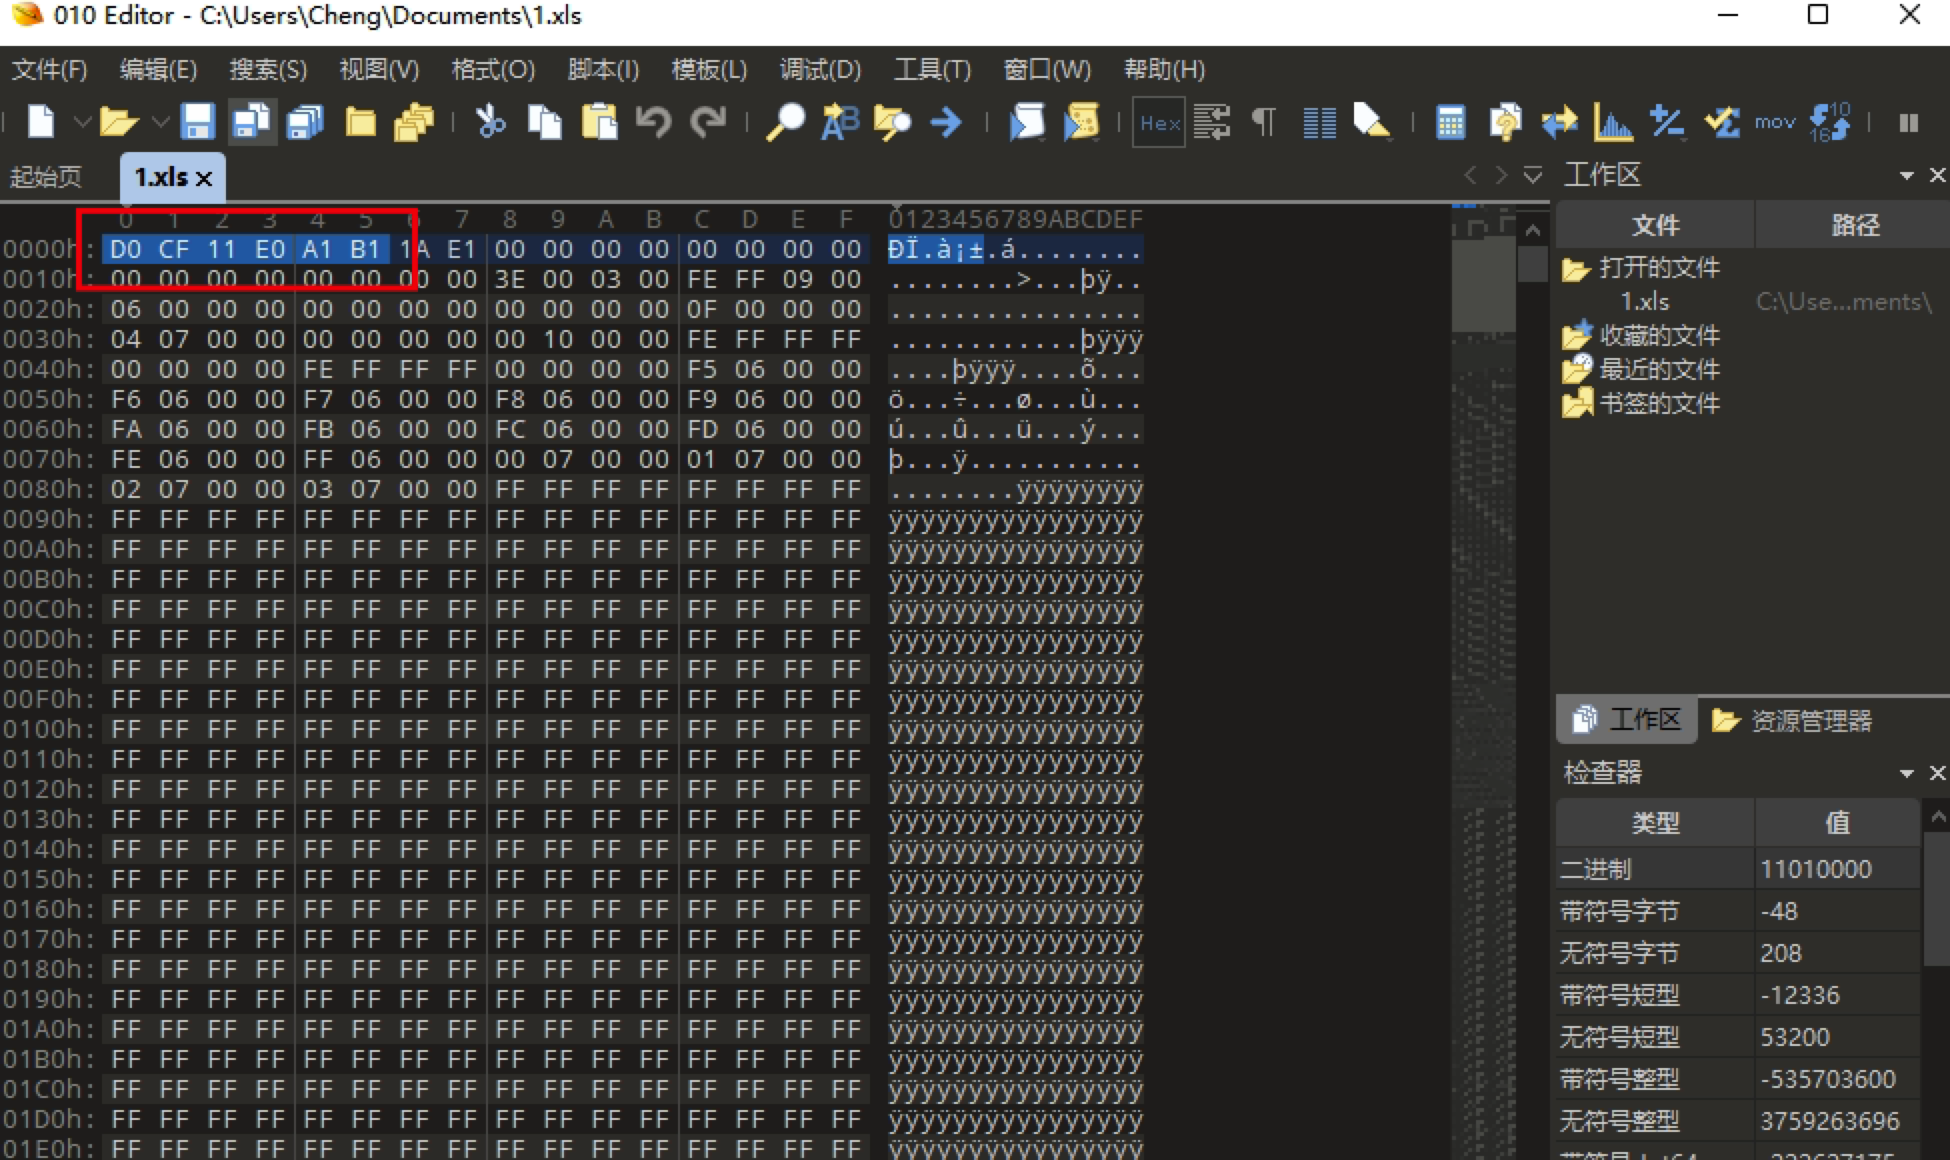 010 Editor - C:\Users\Cheng\Documents\1.xls
文件(F) 编辑(E) 搜索(S) 视图(V) 格式(O) 脚本(I) 模板(L) 调试(D) 工具(T) 窗口(W) 帮助(H)
Hex mov 10 16
起始页 1.xls 工作区
0 1 2 3 4 5 6 7 8 9 A B C D E F 0123456789ABCDEF
0000h: D0 CF 11 E0 A1 B1 1A E1 00 00 00 00 00 00 00 00 ÐÏ.à¡±.á........
0010h: 00 00 00 00 00 00 00 00 3E 00 03 00 FE FF 09 00 ........>...þÿ..
0020h: 06 00 00 00 00 00 00 00 00 00 00 00 0F 00 00 00 ................
0030h: 04 07 00 00 00 00 00 00 00 10 00 00 FE FF FF FF ............þÿÿÿ
0040h: 00 00 00 00 FE FF FF FF 00 00 00 00 F5 06 00 00 ....þÿÿÿ....õ...
0050h: F6 06 00 00 F7 06 00 00 F8 06 00 00 F9 06 00 00 ö...÷...ø...ù...
0060h: FA 06 00 00 FB 06 00 00 FC 06 00 00 FD 06 00 00 ú...û...ü...ý...
0070h: FE 06 00 00 FF 06 00 00 00 07 00 00 01 07 00 00 þ...ÿ...........
0080h: 02 07 00 00 03 07 00 00 FF FF FF FF FF FF FF FF ........ÿÿÿÿÿÿÿÿ
0090h: FF FF FF FF FF FF FF FF FF FF FF FF FF FF FF FF ÿÿÿÿÿÿÿÿÿÿÿÿÿÿÿÿ
00A0h: FF FF FF FF FF FF FF FF FF FF FF FF FF FF FF FF ÿÿÿÿÿÿÿÿÿÿÿÿÿÿÿÿ
00B0h: FF FF FF FF FF FF FF FF FF FF FF FF FF FF FF FF ÿÿÿÿÿÿÿÿÿÿÿÿÿÿÿÿ
00C0h: FF FF FF FF FF FF FF FF FF FF FF FF FF FF FF FF ÿÿÿÿÿÿÿÿÿÿÿÿÿÿÿÿ
00D0h: FF FF FF FF FF FF FF FF FF FF FF FF FF FF FF FF ÿÿÿÿÿÿÿÿÿÿÿÿÿÿÿÿ
00E0h: FF FF FF FF FF FF FF FF FF FF FF FF FF FF FF FF ÿÿÿÿÿÿÿÿÿÿÿÿÿÿÿÿ
00F0h: FF FF FF FF FF FF FF FF FF FF FF FF FF FF FF FF ÿÿÿÿÿÿÿÿÿÿÿÿÿÿÿÿ
0100h: FF FF FF FF FF FF FF FF FF FF FF FF FF FF FF FF ÿÿÿÿÿÿÿÿÿÿÿÿÿÿÿÿ
0110h: FF FF FF FF FF FF FF FF FF FF FF FF FF FF FF FF ÿÿÿÿÿÿÿÿÿÿÿÿÿÿÿÿ
0120h: FF FF FF FF FF FF FF FF FF FF FF FF FF FF FF FF ÿÿÿÿÿÿÿÿÿÿÿÿÿÿÿÿ
0130h: FF FF FF FF FF FF FF FF FF FF FF FF FF FF FF FF ÿÿÿÿÿÿÿÿÿÿÿÿÿÿÿÿ
0140h: FF FF FF FF FF FF FF FF FF FF FF FF FF FF FF FF ÿÿÿÿÿÿÿÿÿÿÿÿÿÿÿÿ
0150h: FF FF FF FF FF FF FF FF FF FF FF FF FF FF FF FF ÿÿÿÿÿÿÿÿÿÿÿÿÿÿÿÿ
0160h: FF FF FF FF FF FF FF FF FF FF FF FF FF FF FF FF ÿÿÿÿÿÿÿÿÿÿÿÿÿÿÿÿ
0170h: FF FF FF FF FF FF FF FF FF FF FF FF FF FF FF FF ÿÿÿÿÿÿÿÿÿÿÿÿÿÿÿÿ
0180h: FF FF FF FF FF FF FF FF FF FF FF FF FF FF FF FF ÿÿÿÿÿÿÿÿÿÿÿÿÿÿÿÿ
0190h: FF FF FF FF FF FF FF FF FF FF FF FF FF FF FF FF ÿÿÿÿÿÿÿÿÿÿÿÿÿÿÿÿ
01A0h: FF FF FF FF FF FF FF FF FF FF FF FF FF FF FF FF ÿÿÿÿÿÿÿÿÿÿÿÿÿÿÿÿ
01B0h: FF FF FF FF FF FF FF FF FF FF FF FF FF FF FF FF ÿÿÿÿÿÿÿÿÿÿÿÿÿÿÿÿ
01C0h: FF FF FF FF FF FF FF FF FF FF FF FF FF FF FF FF ÿÿÿÿÿÿÿÿÿÿÿÿÿÿÿÿ
01D0h: FF FF FF FF FF FF FF FF FF FF FF FF FF FF FF FF ÿÿÿÿÿÿÿÿÿÿÿÿÿÿÿÿ
01E0h: FF FF FF FF FF FF FF FF FF FF FF FF FF FF FF FF ÿÿÿÿÿÿÿÿÿÿÿÿÿÿÿÿ
文件 路径
打开的文件
1.xls C:\Use...ments\
收藏的文件
最近的文件
书签的文件
工作区 资源管理器
检查器
类型 值
二进制 11010000
带符号字节 -48
无符号字节 208
带符号短型 -12336
无符号短型 53200
带符号整型 -535703600
无符号整型 3759263696